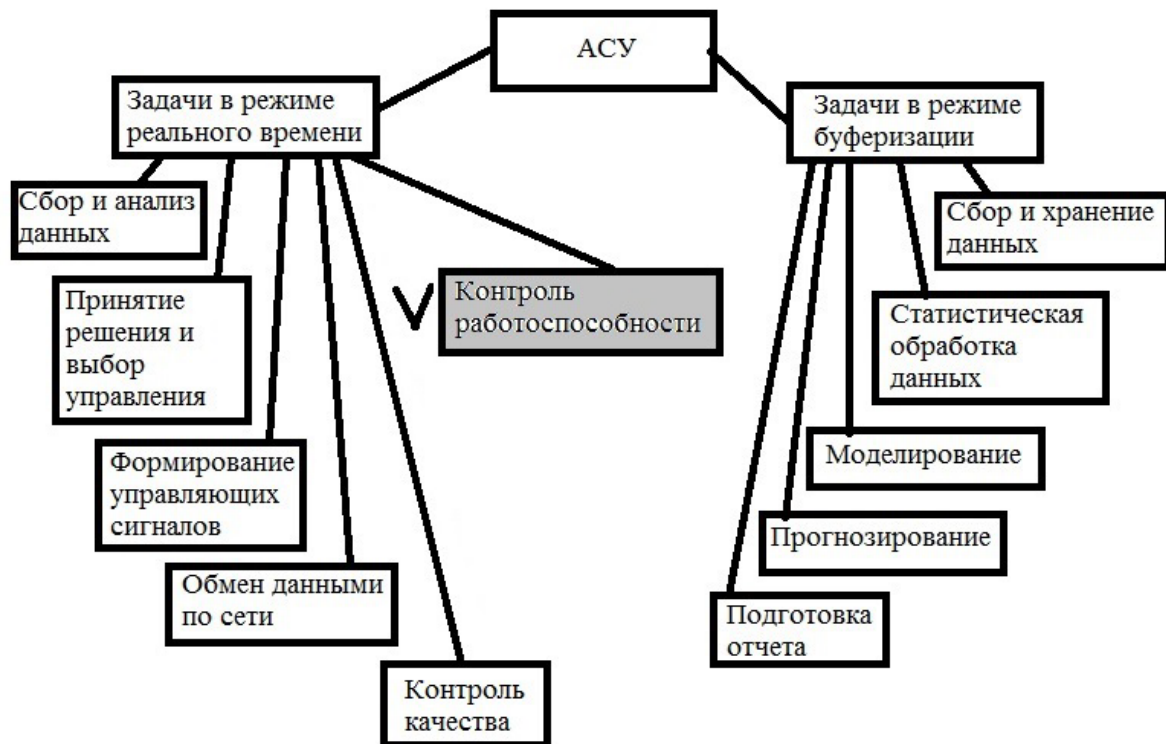 АСУ
Задачи в режиме
реального времени
Задачи в режиме
буферизации
Сбор и анализ
данных
Сбор и хранение
данных
Контроль
работоспособности
Принятие
решения и
выбор
управления
Статистическая
обработка
данных
Формирование
управляющих
сигналов
Моделирование
Прогнозирование
Обмен данными
по сети
Подготовка
отчета
Контроль
качества